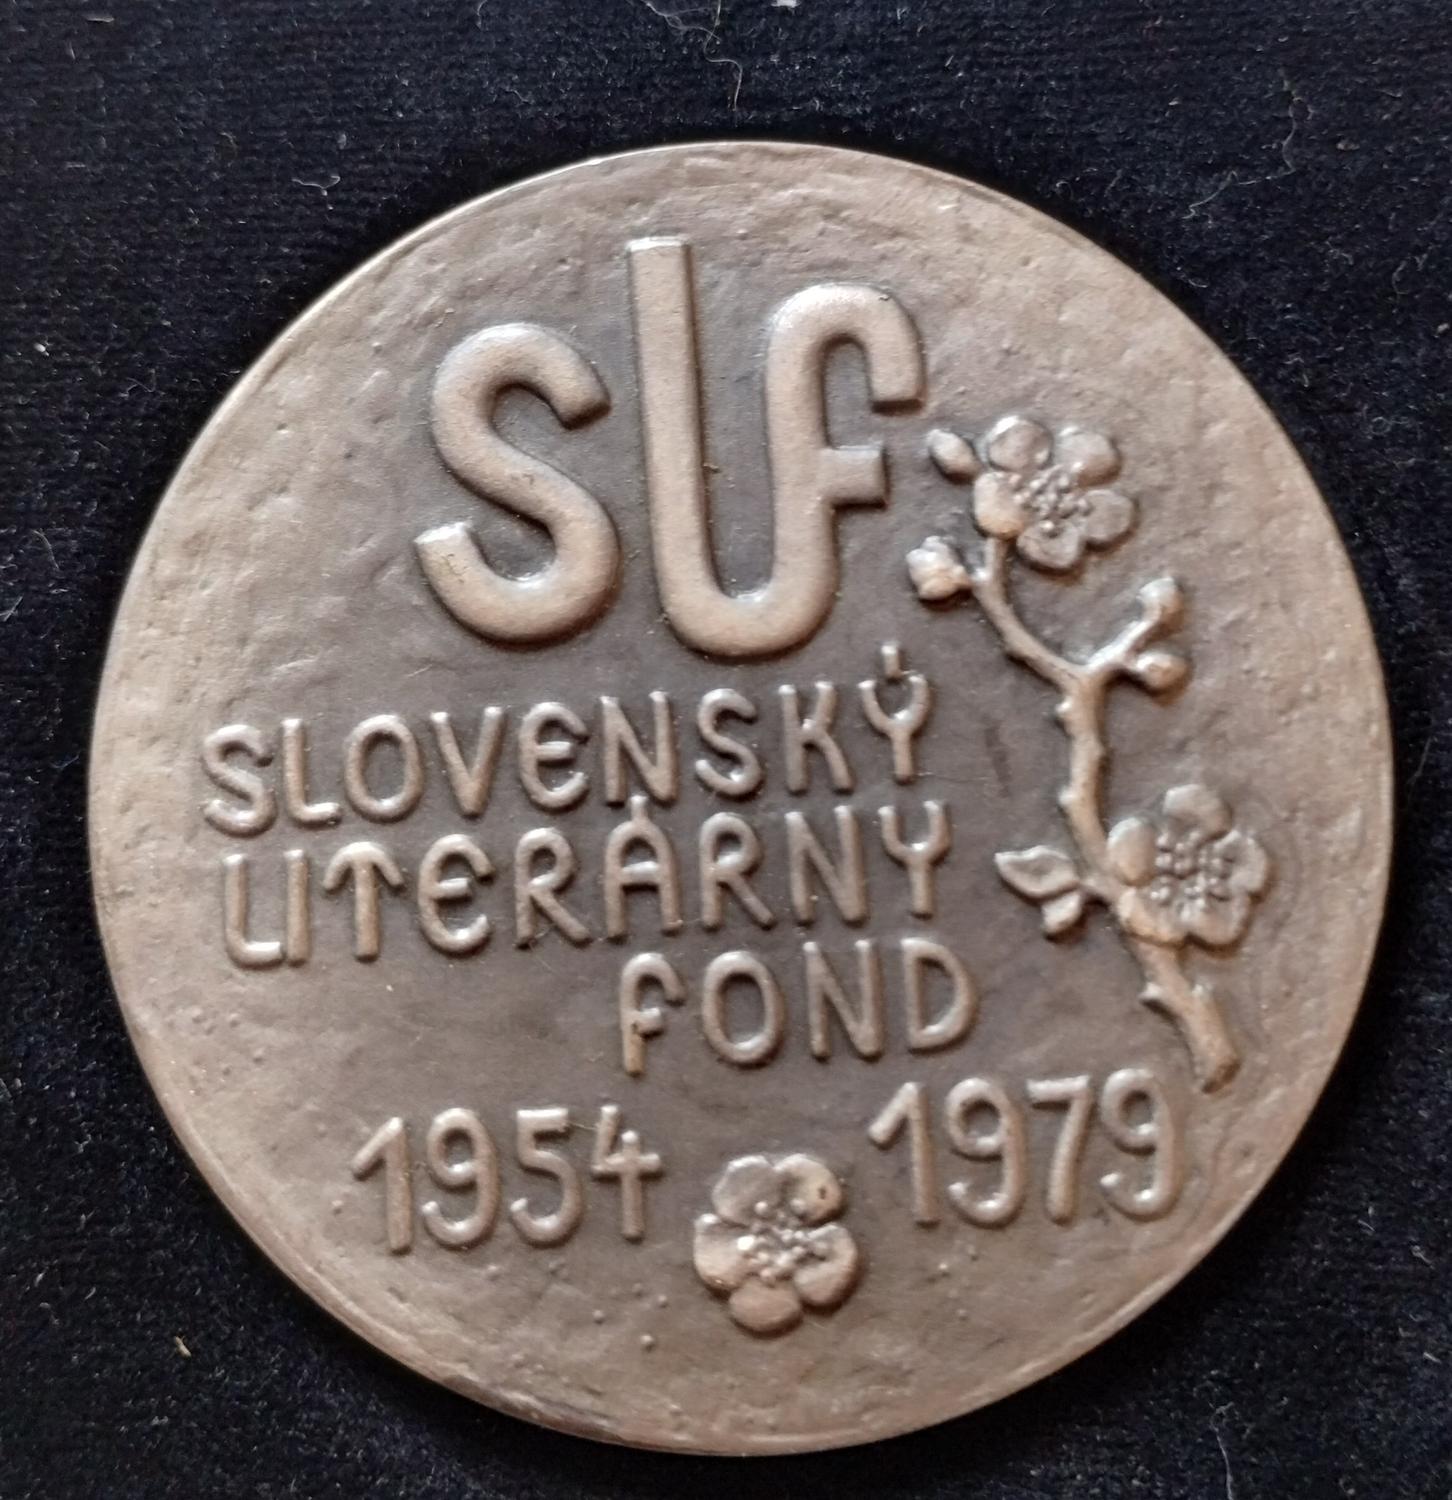 SLF
SLOVENSKÝ
LITERÁRNY
FOND
1954 1979